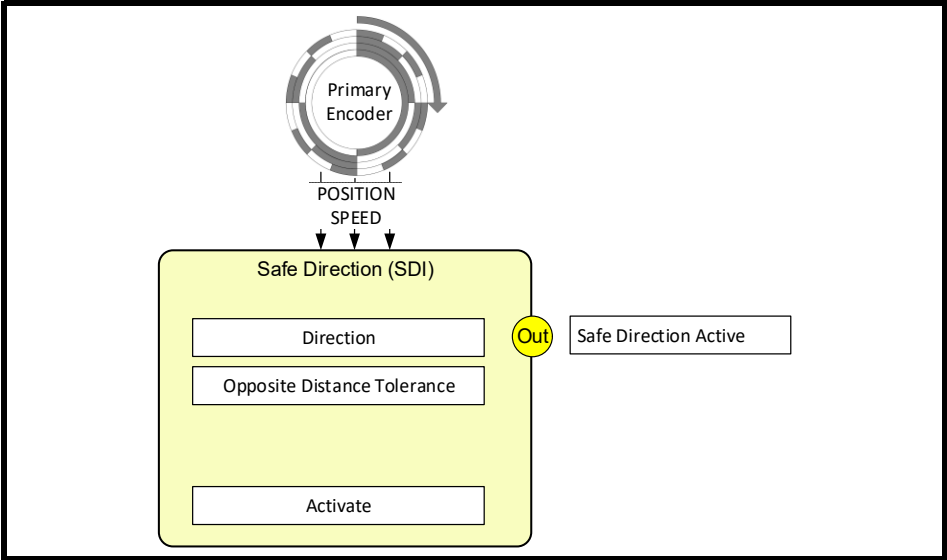 Primary
Encoder
POSITION
SPEED
Safe Direction (SDI)
Direction
Out
Safe Direction Active
Opposite Distance Tolerance
Activate